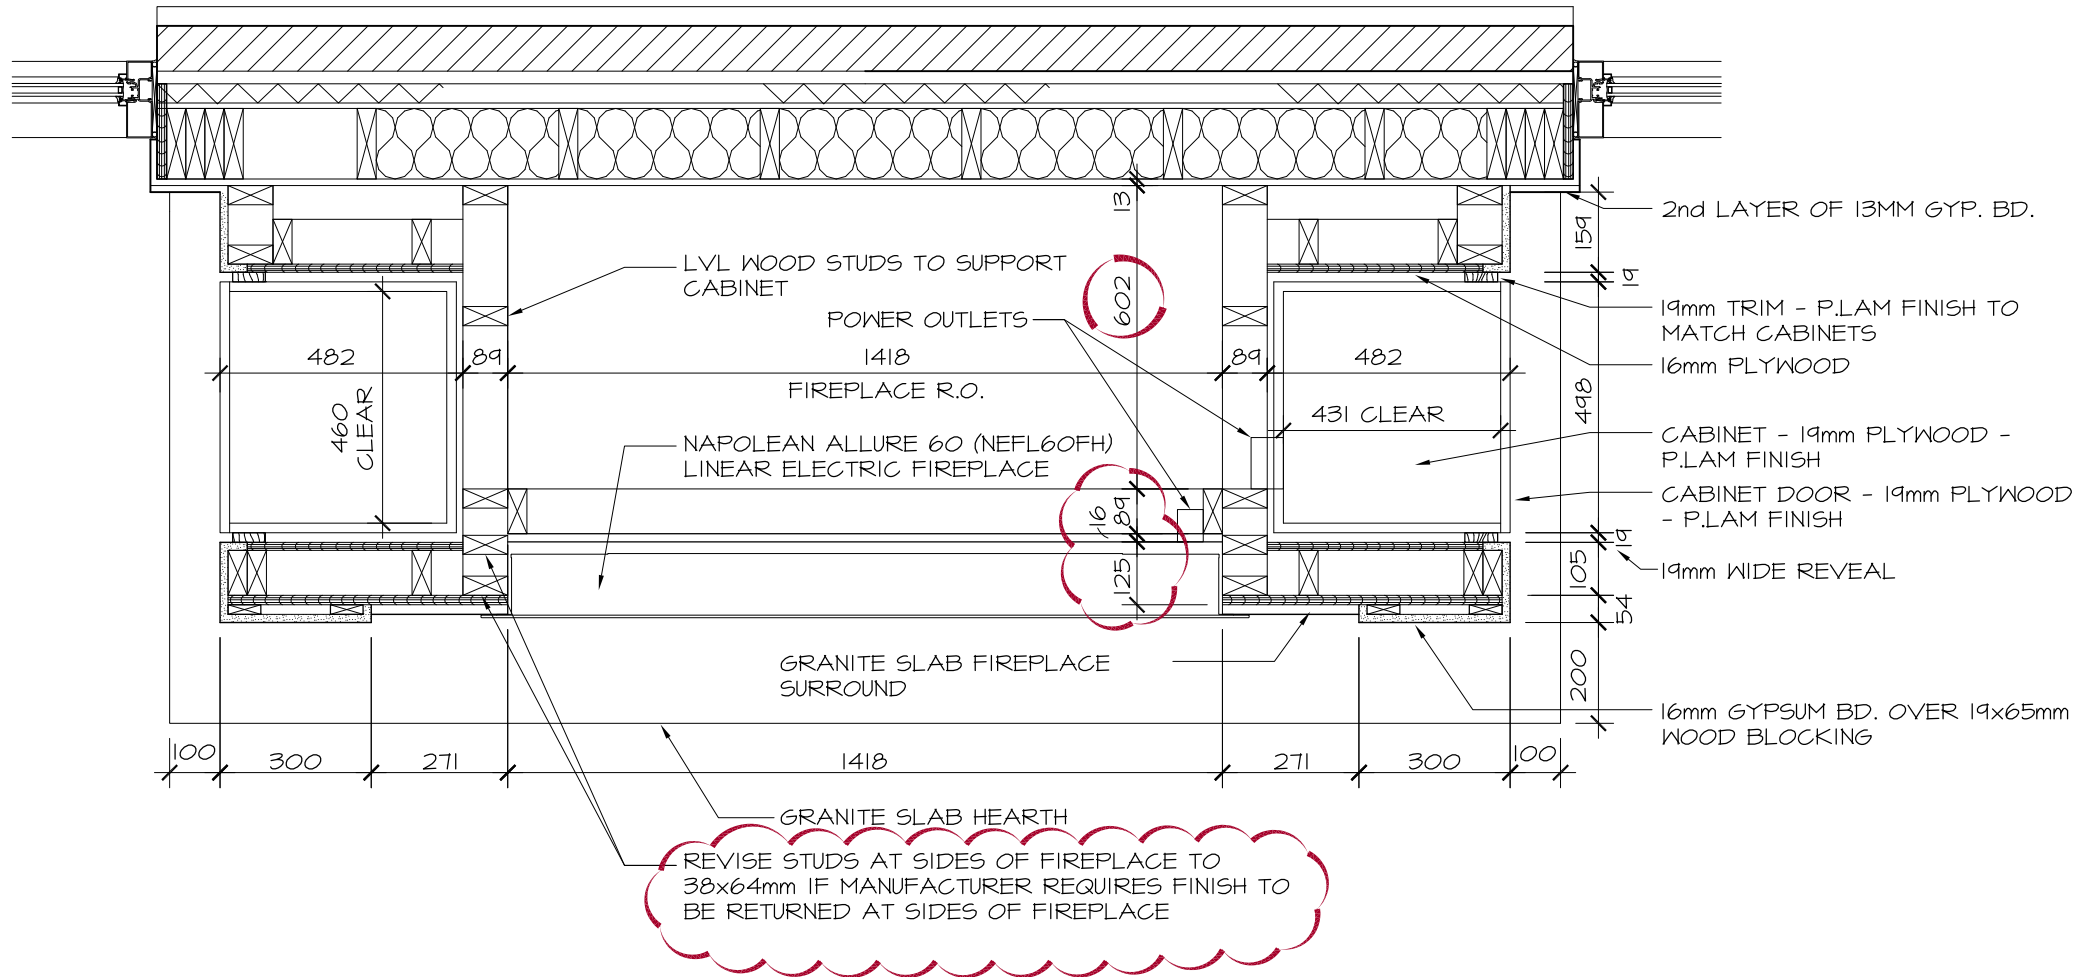 13
159
2nd LAYER OF 13MM GYP. BD.
LVL WOOD STUDS TO SUPPORT
CABINET
602
19
19mm TRIM - P.LAM FINISH TO
MATCH CABINETS
POWER OUTLETS
482
89
1418
89
482
16mm PLYWOOD
FIREPLACE R.O.
460
CLEAR
431 CLEAR
498
NAPOLEAN ALLURE 60 (NEFL60FH)
LINEAR ELECTRIC FIREPLACE
CABINET - 19mm PLYWOOD -
P.LAM FINISH
CABINET DOOR - 19mm PLYWOOD
- P.LAM FINISH
16
89
19
125
105
19mm WIDE REVEAL
54
GRANITE SLAB FIREPLACE
SURROUND
200
16mm GYPSUM BD. OVER 19x65mm
WOOD BLOCKING
100
300
271
1418
271
300
100
GRANITE SLAB HEARTH
REVISE STUDS AT SIDES OF FIREPLACE TO
38x64mm IF MANUFACTURER REQUIRES FINISH TO
BE RETURNED AT SIDES OF FIREPLACE